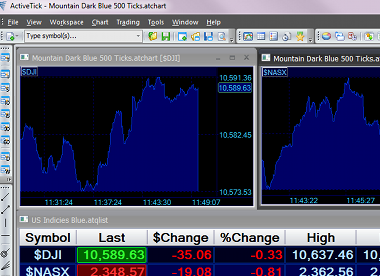 ActiveTick - Mountain Dark Blue 500 Ticks.atchart
File View Workspace Chart Trading Tools Window Help
Type symbol(s)...
Mountain Dark Blue 500 Ticks.atchart [$DJI]
Mountain Dark Blue 500 Ticks.atc
$DJI
10,591.36
10,589.63
10,582.45
10,573.53
11:31:24 11:37:24 11:43:30 11:49:07
$NASX
11:43:22 11:45:27
US Indicies Blue.atqlist
Symbol Last $Change %Change High
$DJI 10,589.63 -35.06 -0.33 10,637.46
$NASX 2,348.57 -19.08 -0.81 2,362.56